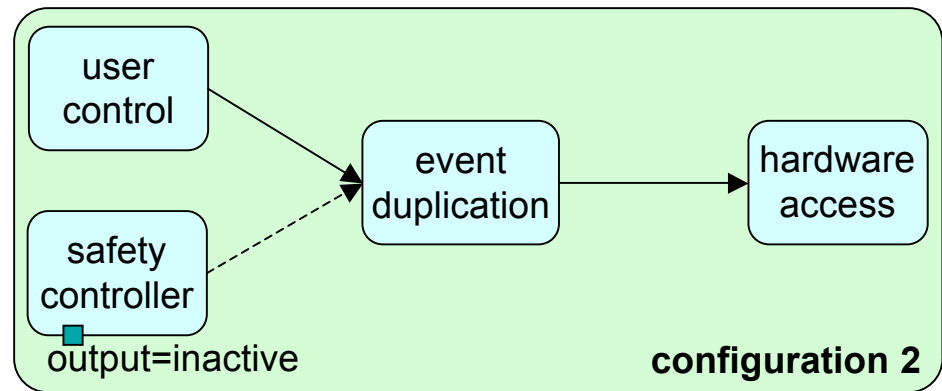 user
control
event
duplication
hardware
access
safety
controller
output=inactive
configuration 2